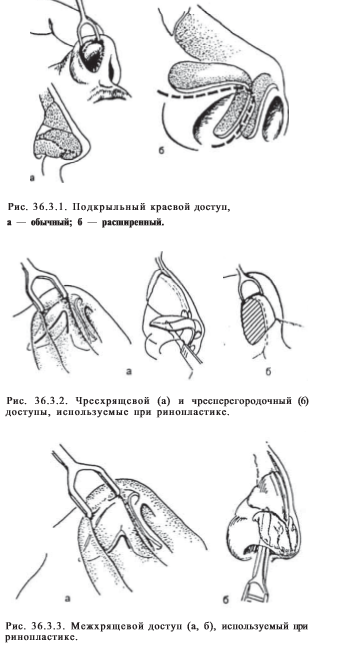 а
б
Рис. 36.3.1. Подкрыльный краевой доступ,
а — обычный; б — расширенный.
а
б
Рис. 36.3.2. Чресхрящевой (а) и чресперегородочный (б)
доступы, используемые при ринопластике.
а
б
Рис. 36.3.3. Межхрящевой доступ (а, б), используемый при
ринопластике.